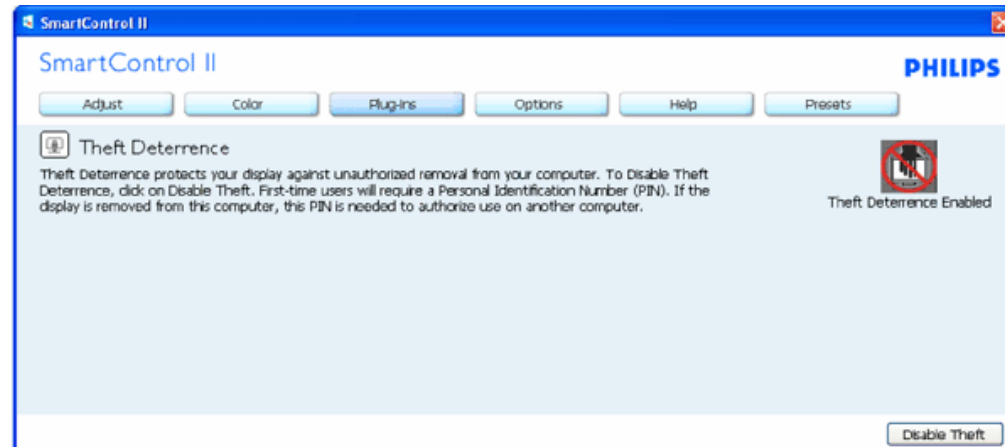 SmartControl II
SmartControl II
PHILIPS
Adjust Color Plug-Ins Options Help Presets
Theft Deterrence
Theft Deterrence protects your display against unauthorized removal from your computer. To Disable Theft
Deterrence, click on Disable Theft. First-time users will require a Personal Identification Number (PIN). If the
display is removed from this computer, this PIN is needed to authorize use on another computer.
Theft Deterrence Enabled
Disable Theft